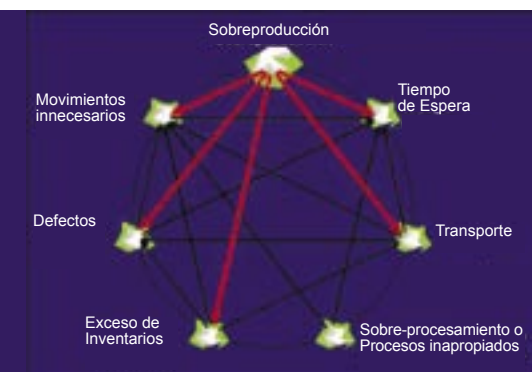 Sobreproducción
Movimientos
innecesarios
Tiempo
de Espera
Defectos
Transporte
Exceso de
Inventarios
Sobre-procesamiento o
Procesos inapropiados